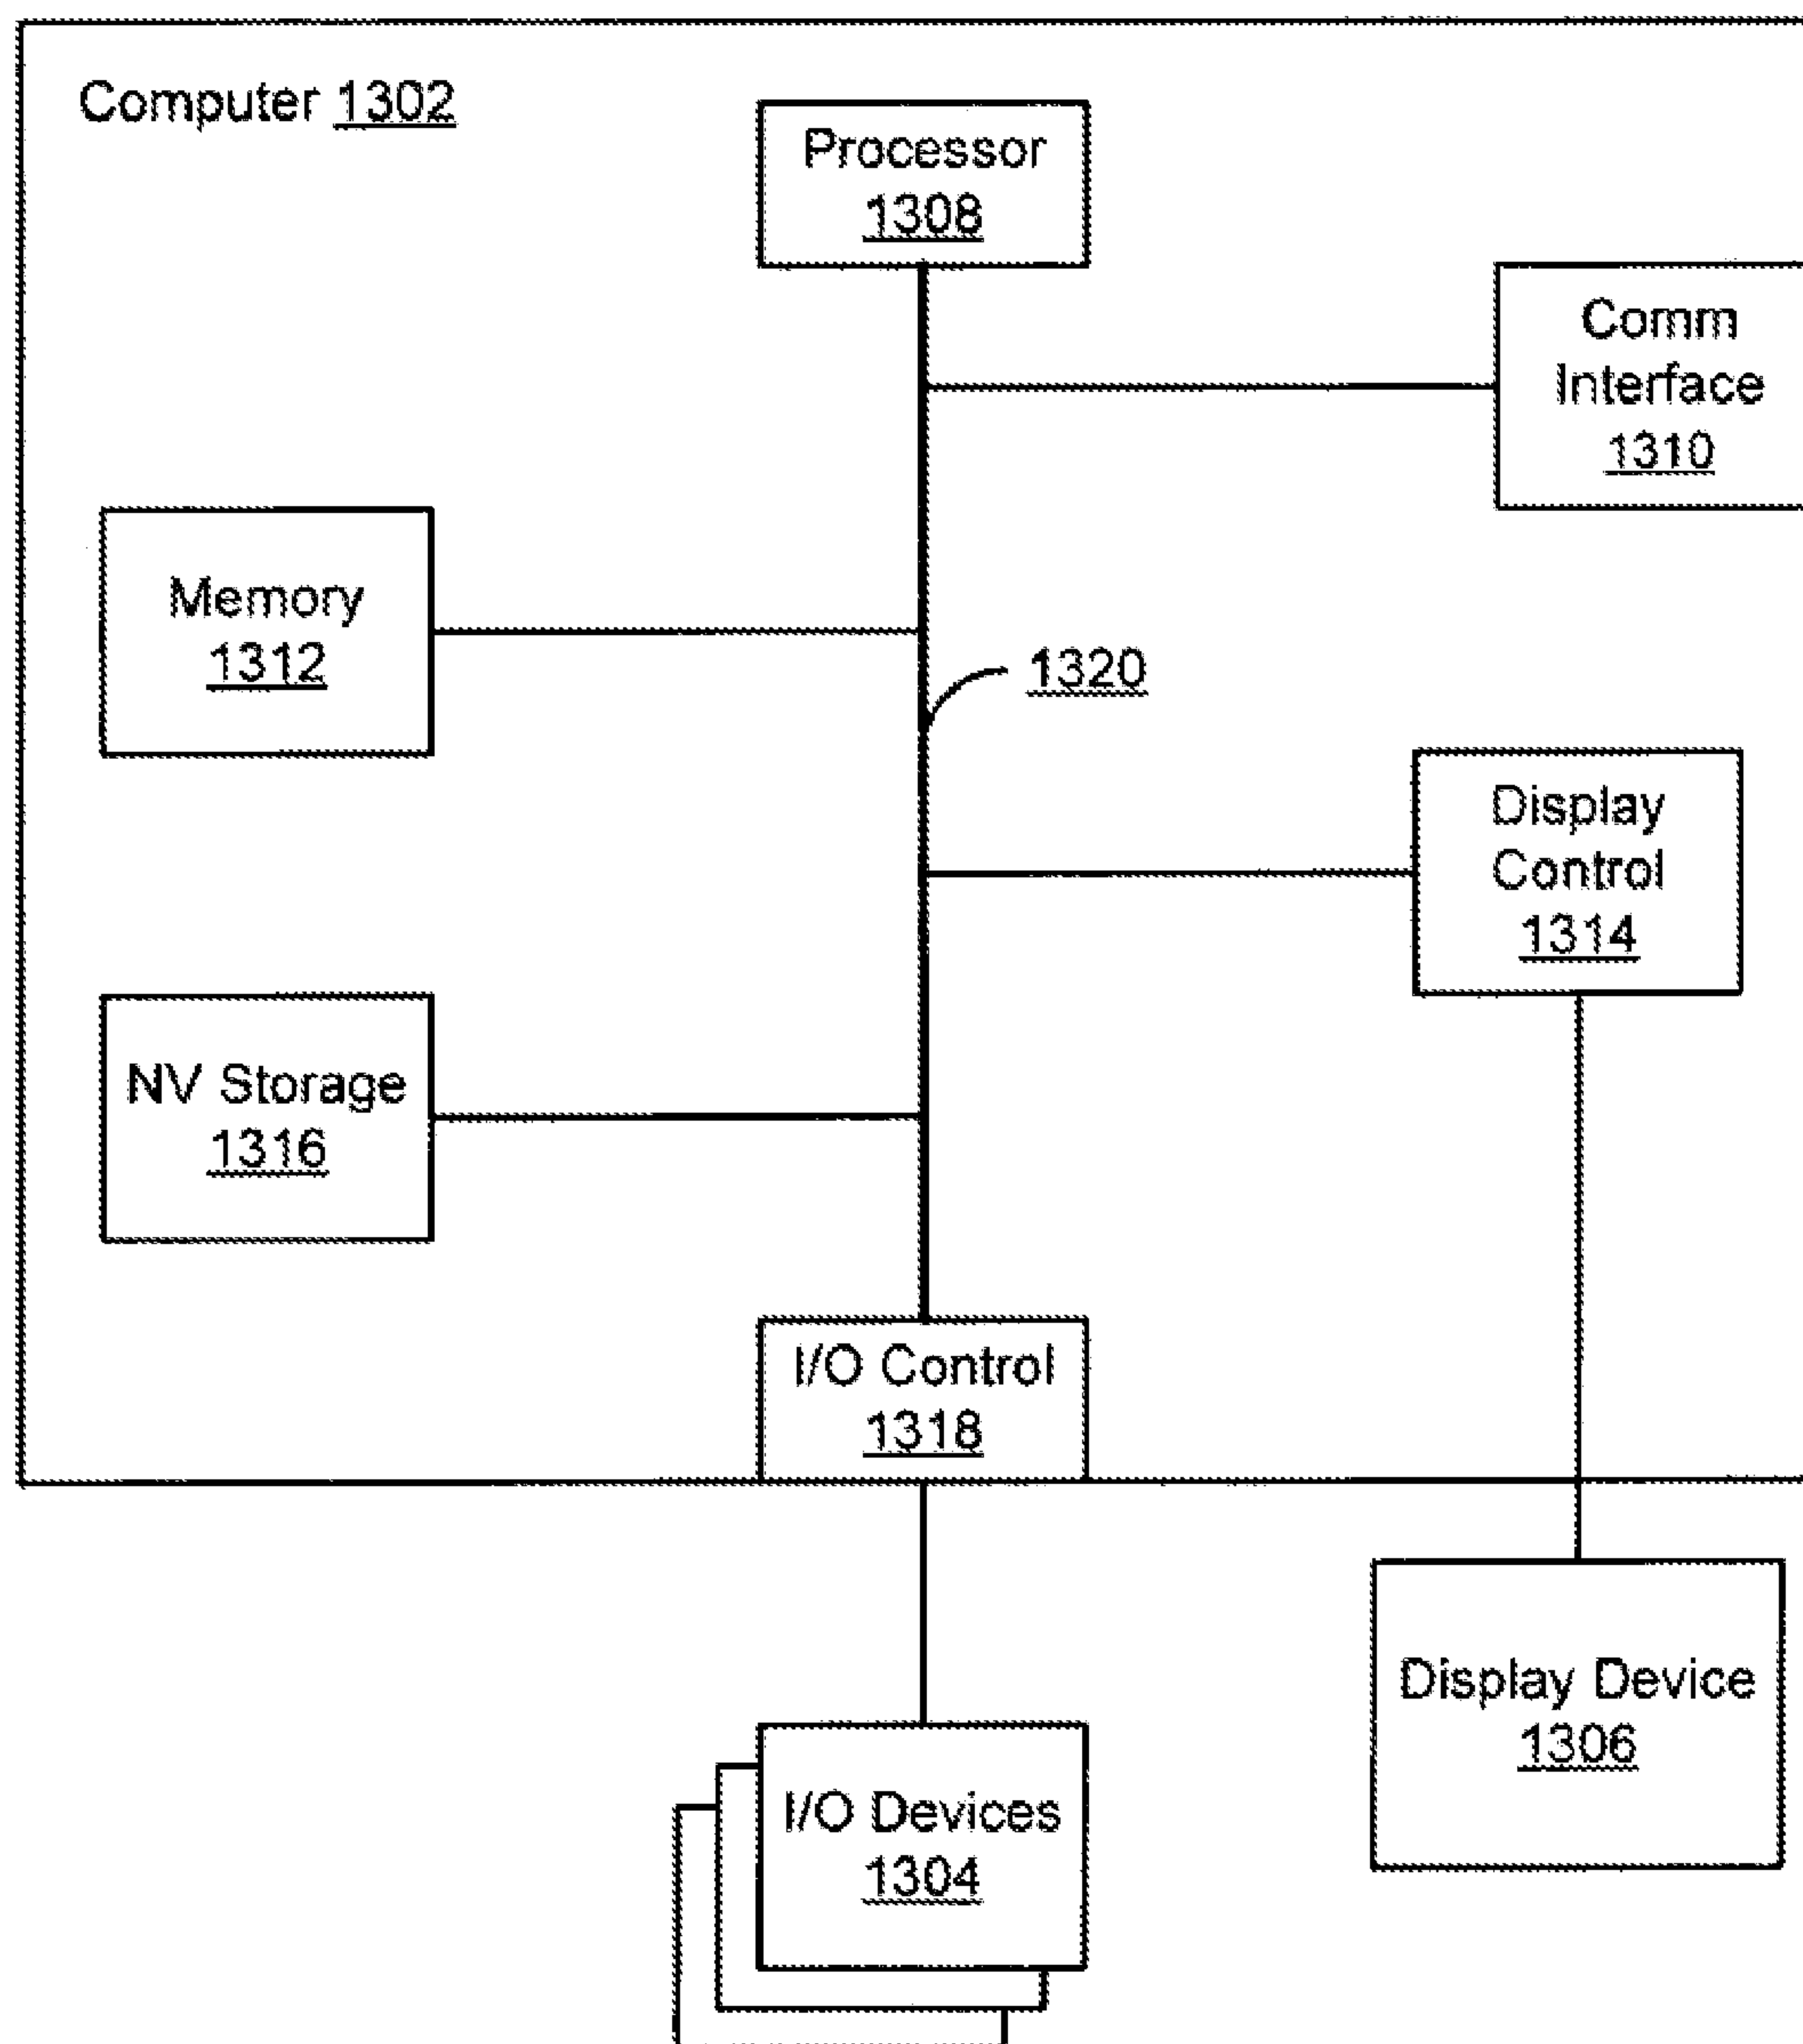 Computer 1302
Processor
1308
Comm
Interface
1310
Memory
1312
1320
Display
Control
1314
NV Storage
1316
I/O Control
1318
Display Device
1306
I/O Devices
1304